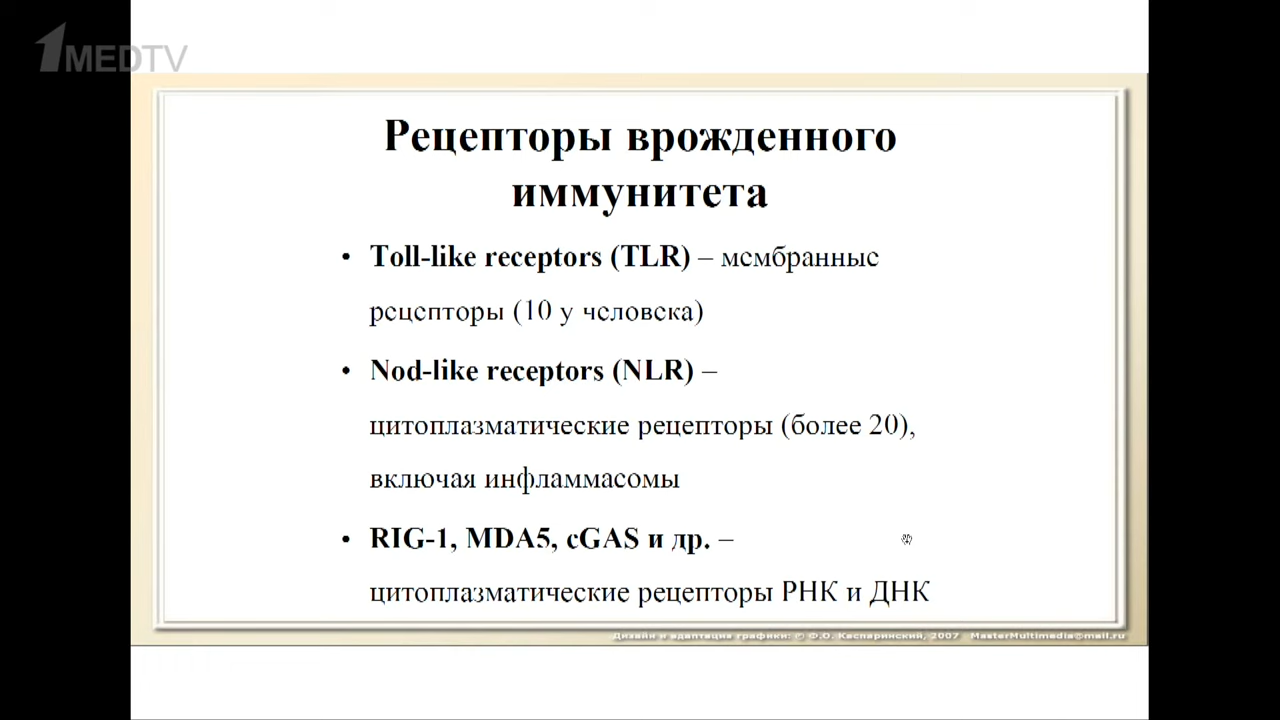 1MEDTV
Рецепторы врожденного
иммунитета
• Toll-like receptors (TLR) – мембранные
рецепторы (10 у человека)
• Nod-like receptors (NLR) –
цитоплазматические рецепторы (более 20),
включая инфламмасомы
• RIG-1, MDA5, cGAS и др. –
цитоплазматические рецепторы РНК и ДНК
Дизайн и адаптация графики: © Ф.О. Каспаринский, 2007 MasterMultimedia@mail.ru